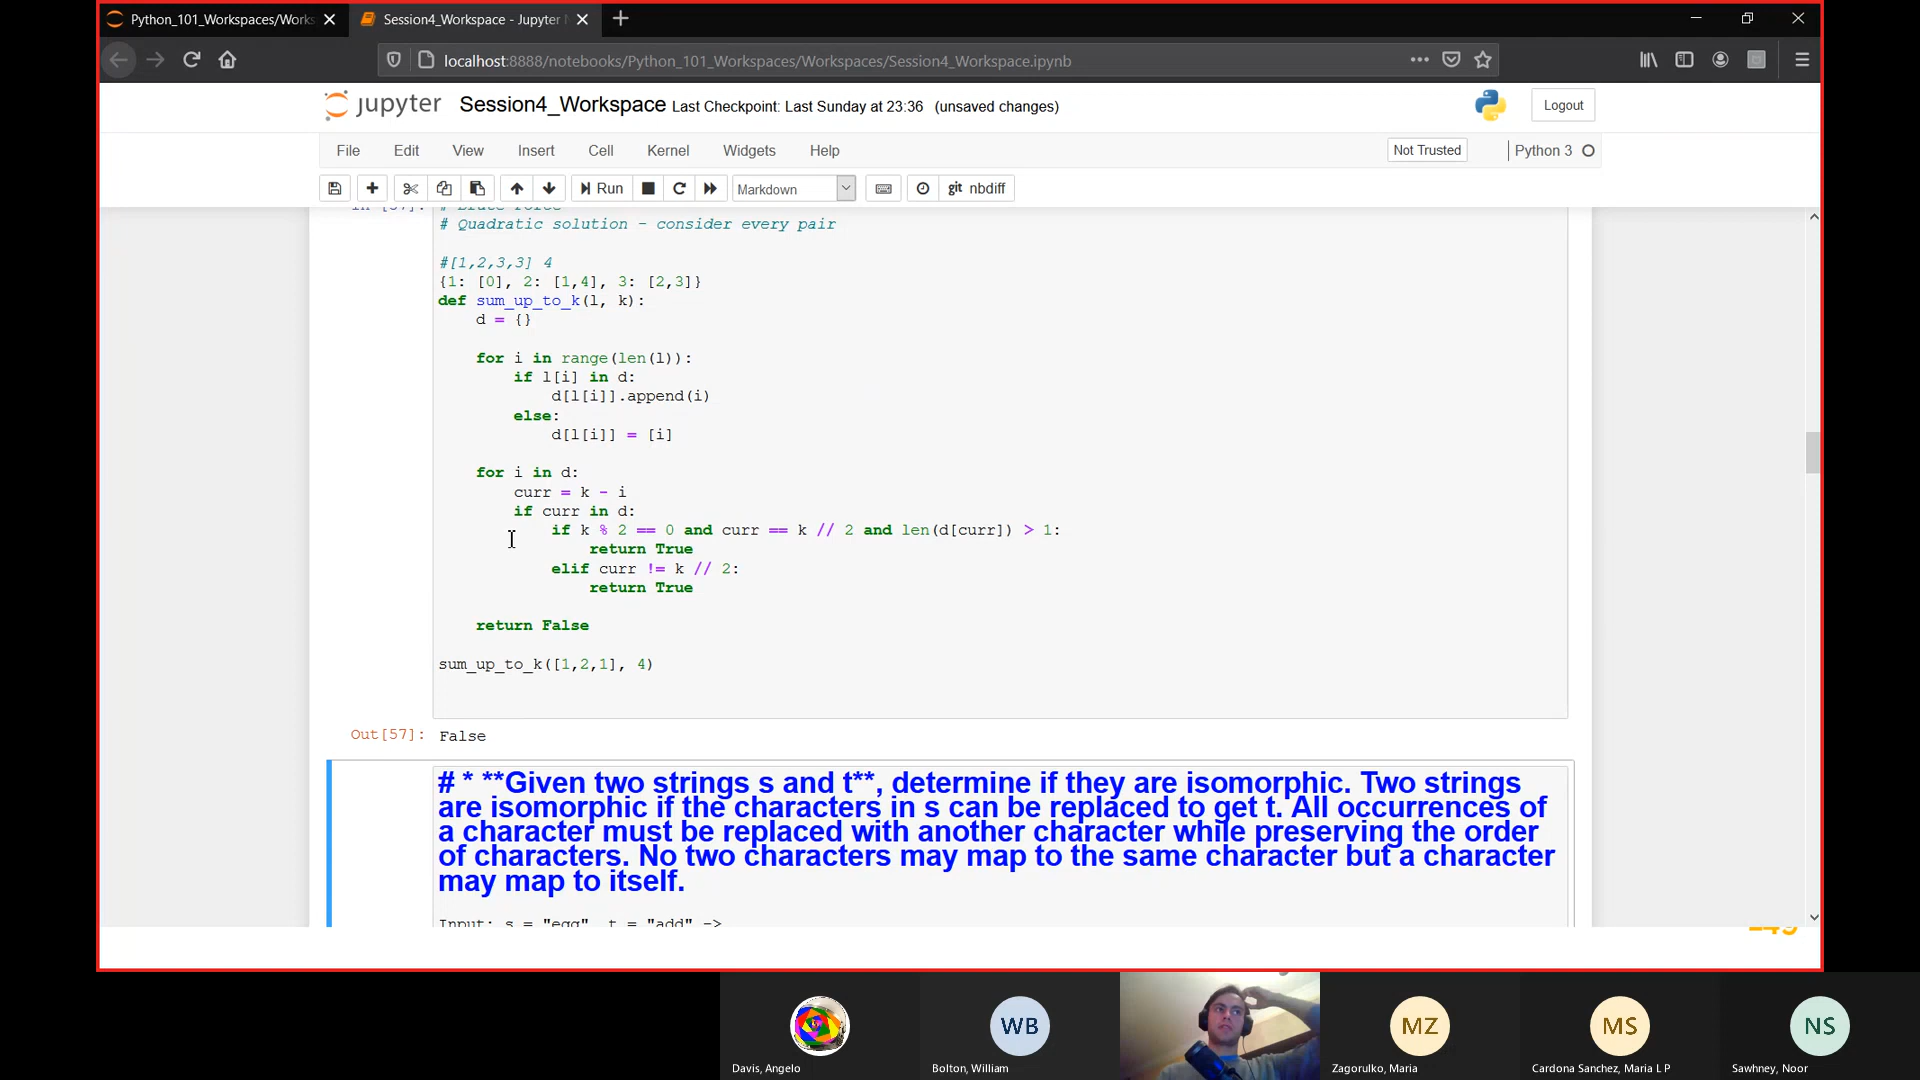 Python_101_Workspaces/Works
Session4_Workspace - Jupyter N
localhost:8888/notebooks/Python_101_Workspaces/Workspaces/Session4_Workspace.ipynb
jupyter Session4_Workspace Last Checkpoint: Last Sunday at 23:36 (unsaved changes)
Logout
File Edit View Insert Cell Kernel Widgets Help
Not Trusted
Python 3
Run
Markdown
git nbdiff
In [57]: # Brute force
# Quadratic solution - consider every pair
#[1,2,3,3] 4
{1: [0], 2: [1,4], 3: [2,3]}
def sum_up_to_k(l, k):
    d = {}
    for i in range(len(l)):
        if l[i] in d:
            d[l[i]].append(i)
        else:
            d[l[i]] = [i]
    for i in d:
        curr = k - i
        if curr in d:
            if k % 2 == 0 and curr == k // 2 and len(d[curr]) > 1:
                return True
            elif curr != k // 2:
                return True
    return False
sum_up_to_k([1,2,1], 4)
Out[57]: False
# * **Given two strings s and t**, determine if they are isomorphic. Two strings
are isomorphic if the characters in s can be replaced to get t. All occurrences of
a character must be replaced with another character while preserving the order
of characters. No two characters may map to the same character but a character
may map to itself.
Input: s = "egg", t = "add" ->
WB
MZ
MS
NS
Davis, Angelo
Bolton, William
Zagorulko, Maria
Cardona Sanchez, Maria L P
Sawhney, Noor